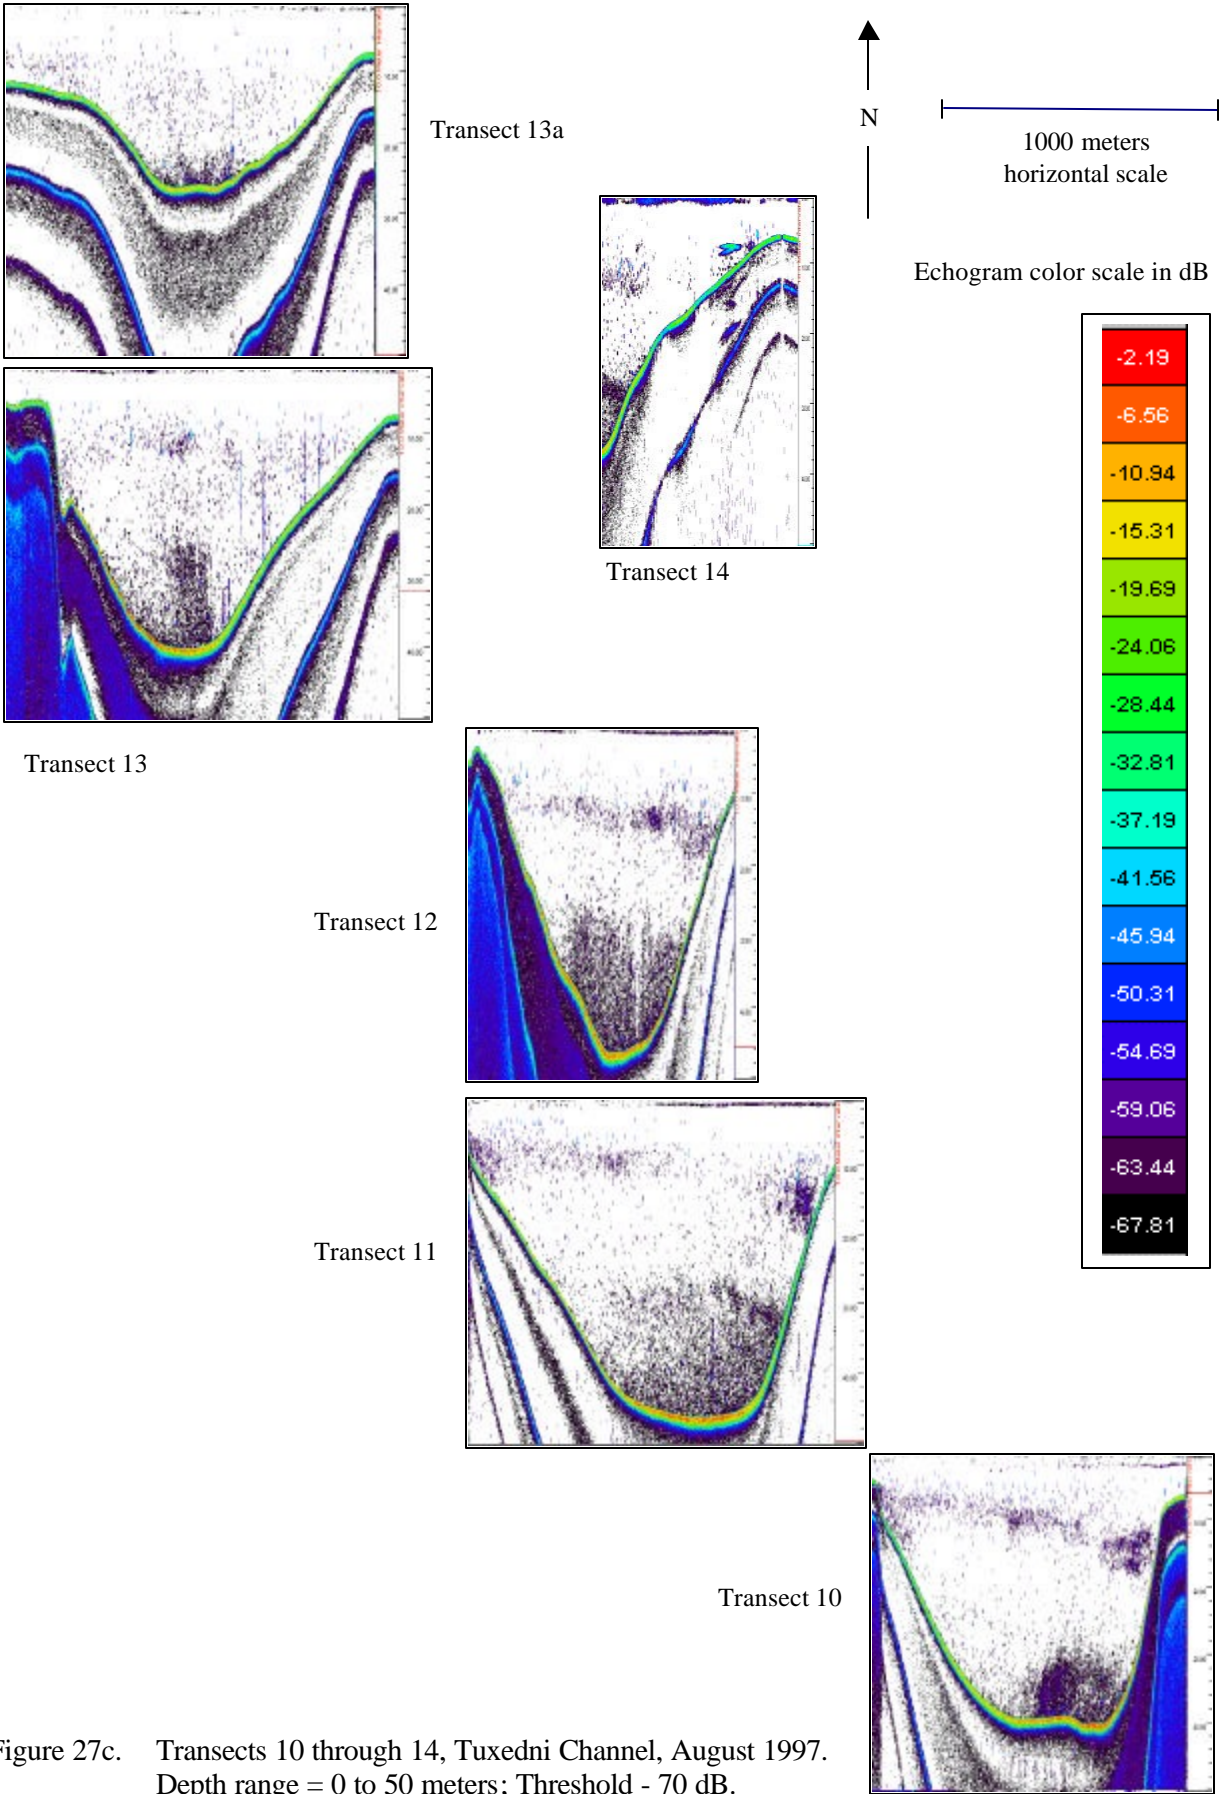 Transect 13a
N
1000 meters
horizontal scale
Echogram color scale in dB
-2.19
-6.56
-10.94
-15.31
-19.69
-24.06
-28.44
-32.81
-37.19
-41.56
-45.94
-50.31
-54.69
-59.06
-63.44
-67.81
Transect 14
Transect 13
Transect 12
Transect 11
Transect 10
Figure 27c. Transects 10 through 14, Tuxedni Channel, August 1997.
Depth range = 0 to 50 meters; Threshold - 70 dB.